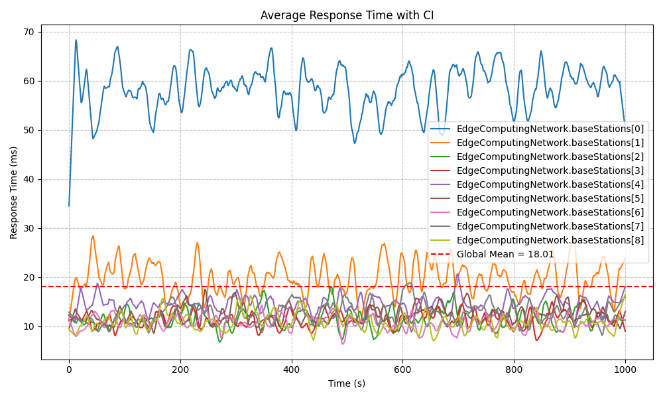 Average Response Time with CI
70
60
50
40
30
20
10
Response Time (ms)
EdgeComputingNetwork.baseStations[0]
EdgeComputingNetwork.baseStations[1]
EdgeComputingNetwork.baseStations[2]
EdgeComputingNetwork.baseStations[3]
EdgeComputingNetwork.baseStations[4]
EdgeComputingNetwork.baseStations[5]
EdgeComputingNetwork.baseStations[6]
EdgeComputingNetwork.baseStations[7]
EdgeComputingNetwork.baseStations[8]
Global Mean = 18.01
0 200 400 600 800 1000
Time (s)